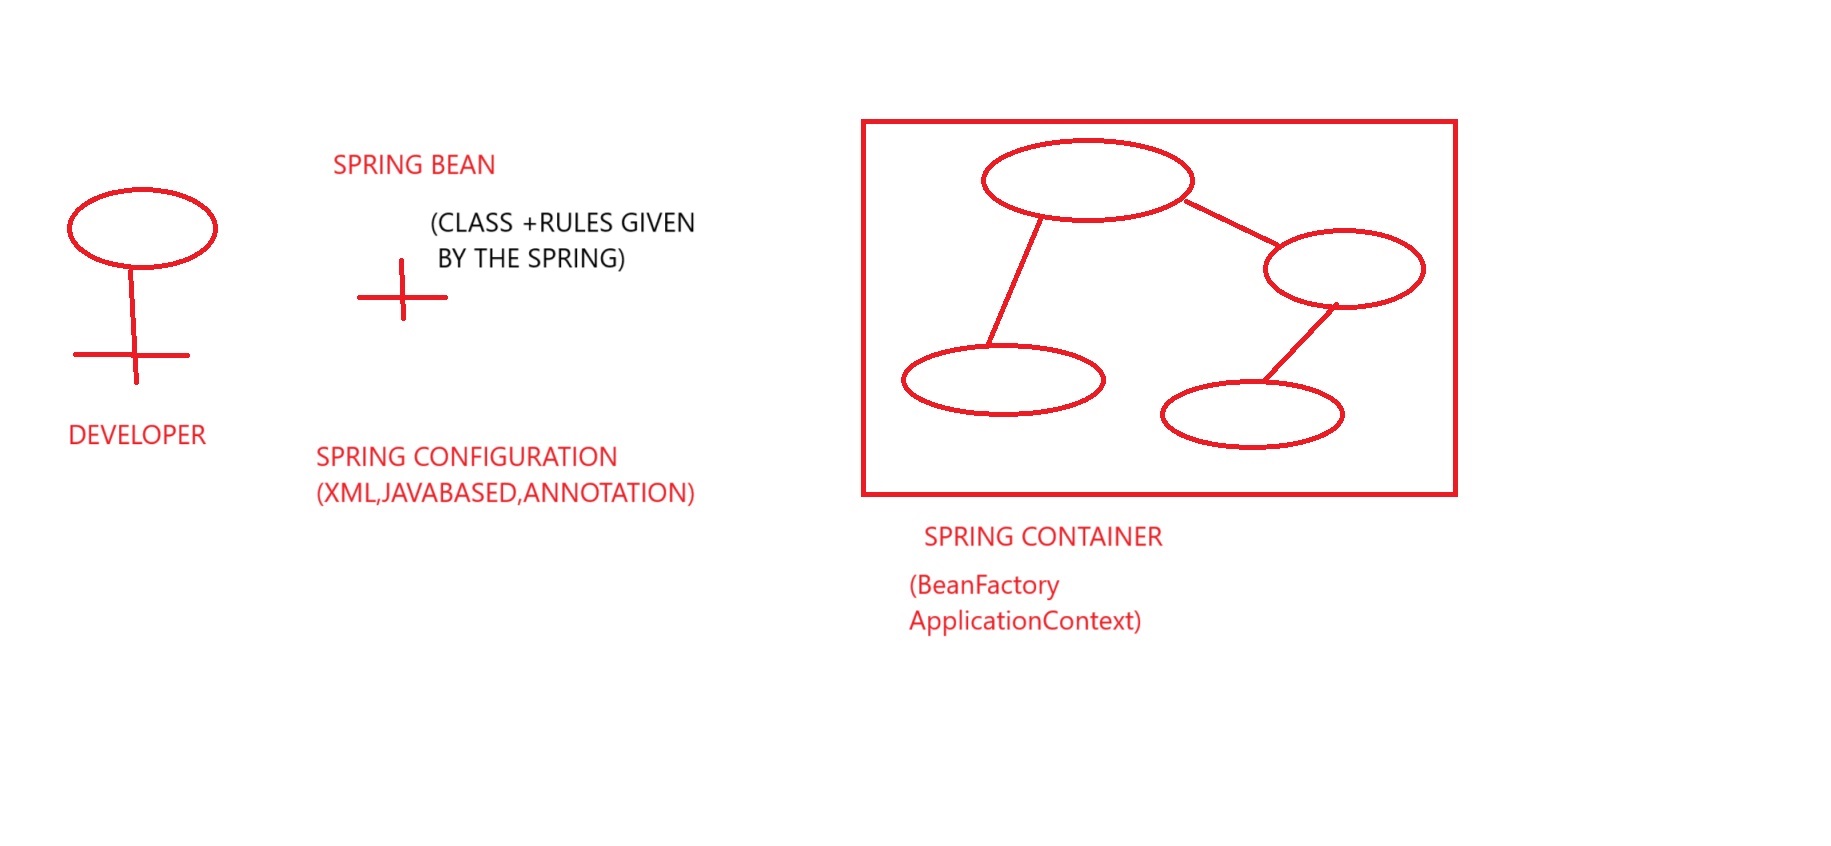 SPRING BEAN
(CLASS +RULES GIVEN
BY THE SPRING)
DEVELOPER
SPRING CONFIGURATION
(XML,JAVABASED,ANNOTATION)
SPRING CONTAINER
(BeanFactory
ApplicationContext)